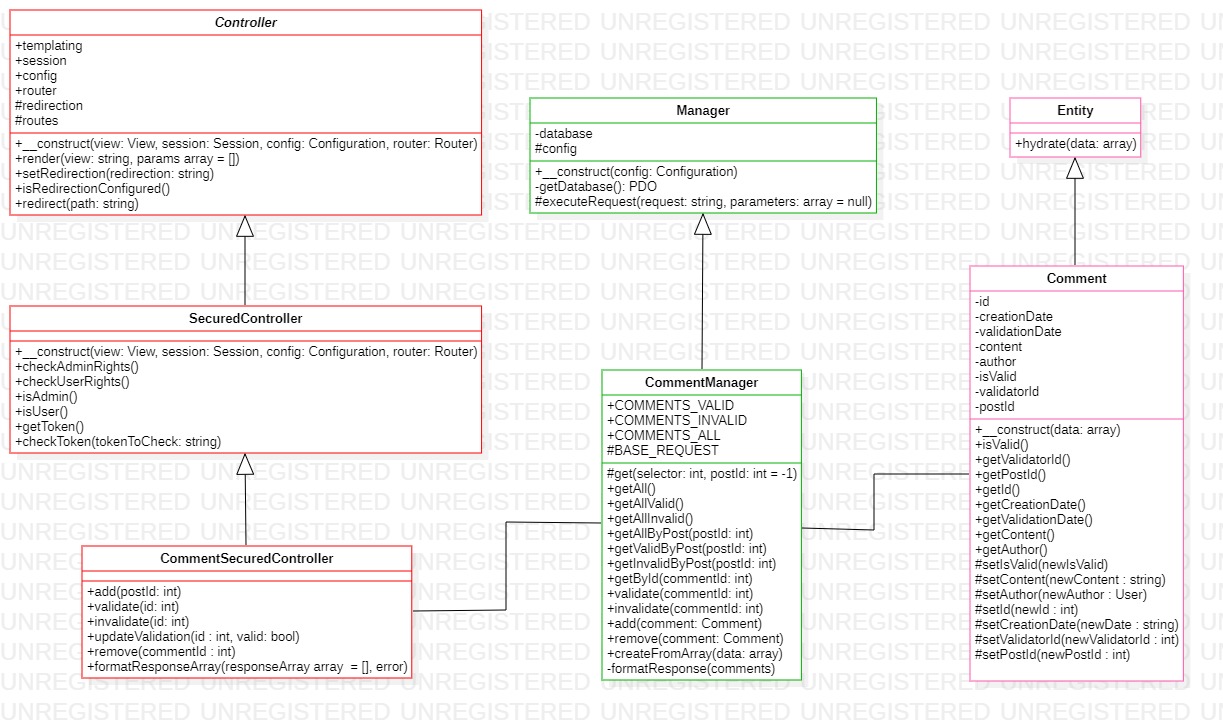 Controller
+templating
+session
+config
+router
#redirection
#routes
+__construct(view: View, session: Session, config: Configuration, router: Router)
+render(view: string, params array = [])
+setRedirection(redirection: string)
+isRedirectionConfigured()
+redirect(path: string)
SecuredController
+__construct(view: View, session: Session, config: Configuration, router: Router)
+checkAdminRights()
+checkUserRights()
+isAdmin()
+isUser()
+getToken()
+checkToken(tokenToCheck: string)
CommentSecuredController
+add(postId: int)
+validate(id: int)
+invalidate(id: int)
+updateValidation(id : int, valid: bool)
+remove(commentId : int)
+formatResponseArray(responseArray array  = [], error)
Manager
-database
#config
+__construct(config: Configuration)
-getDatabase(): PDO
#executeRequest(request: string, parameters: array = null)
CommentManager
+COMMENTS_VALID
+COMMENTS_INVALID
+COMMENTS_ALL
#BASE_REQUEST
#get(selector: int, postId: int = -1)
+getAll()
+getAllValid()
+getAllInvalid()
+getAllByPost(postId: int)
+getValidByPost(postId: int)
+getInvalidByPost(postId: int)
+getById(commentId: int)
+validate(commentId: int)
+invalidate(commentId: int)
+add(comment: Comment)
+remove(comment: Comment)
+createFromArray(data: array)
-formatResponse(comments)
Entity
+hydrate(data: array)
Comment
-id
-creationDate
-validationDate
-content
-author
-isValid
-validatorId
-postId
+__construct(data: array)
+isValid()
+getValidatorId()
+getPostId()
+getId()
+getCreationDate()
+getValidationDate()
+getContent()
+getAuthor()
#setIsValid(newIsValid)
#setContent(newContent : string)
#setAuthor(newAuthor : User)
#setId(newId : int)
#setCreationDate(newDate : string)
#setValidatorId(newValidatorId : int)
#setPostId(newPostId : int)
UNREGISTERED